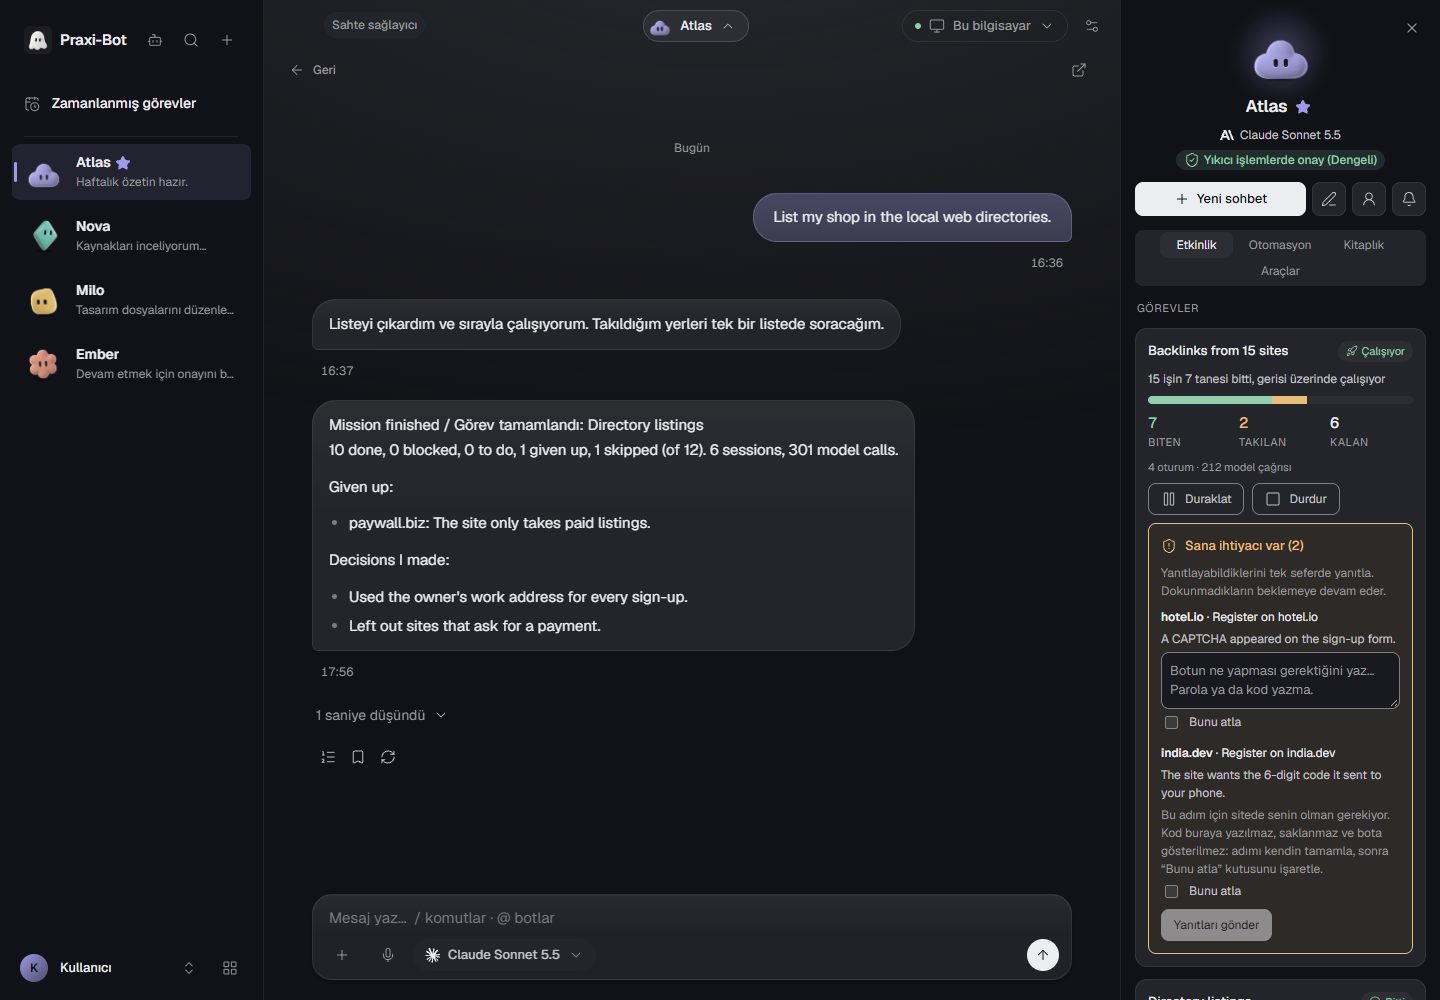 Praxi-Bot
Zamanlanmış görevler
Atlas
Haftalık özetin hazır.
Nova
Kaynakları inceliyorum...
Milo
Tasarım dosyalarını düzenle...
Ember
Devam etmek için onayını b...
K
Kullanıcı
Sahte sağlayıcı
Atlas
Bu bilgisayar
Geri
Bugün
List my shop in the local web directories.
16:36
Listeyi çıkardım ve sırayla çalışıyorum. Takıldığım yerleri tek bir listede soracağım.
16:37
Mission finished / Görev tamamlandı: Directory listings
10 done, 0 blocked, 0 to do, 1 given up, 1 skipped (of 12). 6 sessions, 301 model calls.
Given up:
• paywall.biz: The site only takes paid listings.
Decisions I made:
• Used the owner's work address for every sign-up.
• Left out sites that ask for a payment.
17:56
1 saniye düşündü
Mesaj yaz... / komutlar · @ botlar
Claude Sonnet 5.5
Atlas
Claude Sonnet 5.5
Yıkıcı işlemlerde onay (Dengeli)
Yeni sohbet
Etkinlik
Otomasyon
Kitaplık
Araçlar
GÖREVLER
Backlinks from 15 sites
Çalışıyor
15 işin 7 tanesi bitti, gerisi üzerinde çalışıyor
7
2
6
BİTEN
TAKILAN
KALAN
4 oturum · 212 model çağrısı
Duraklat
Durdur
Sana ihtiyacı var (2)
Yanıtlayabildiklerini tek seferde yanıtla.
Dokunmadıkların beklemeye devam eder.
hotel.io · Register on hotel.io
A CAPTCHA appeared on the sign-up form.
Botun ne yapması gerektiğini yaz...
Parola ya da kod yazma.
Bunu atla
india.dev · Register on india.dev
The site wants the 6-digit code it sent to
your phone.
Bu adım için sitede senin olman gerekiyor.
Kod buraya yazılmaz, saklanmaz ve bota
gösterilmez: adımı kendin tamamla, sonra
“Bunu atla” kutusunu işaretle.
Bunu atla
Yanıtları gönder